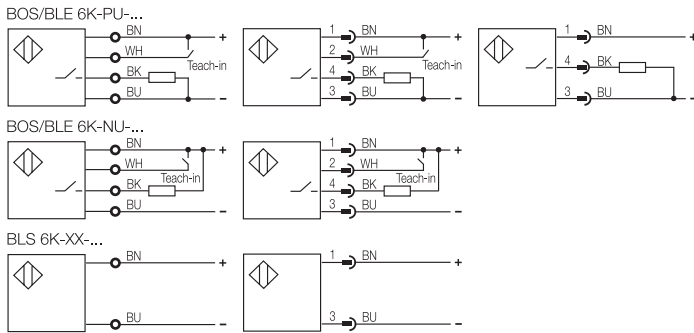 BOS/BLE 6K-PU-...
BN +
WH
Teach-in
BK
BU -
1 BN +
2 WH
Teach-in
4 BK
3 BU -
1 BN +
4 BK
3 BU -
BOS/BLE 6K-NU-...
BN +
WH
Teach-in
BK
BU -
1 BN +
2 WH
Teach-in
4 BK
3 BU -
BLS 6K-XX-...
BN +
BU -
1 BN +
3 BU -